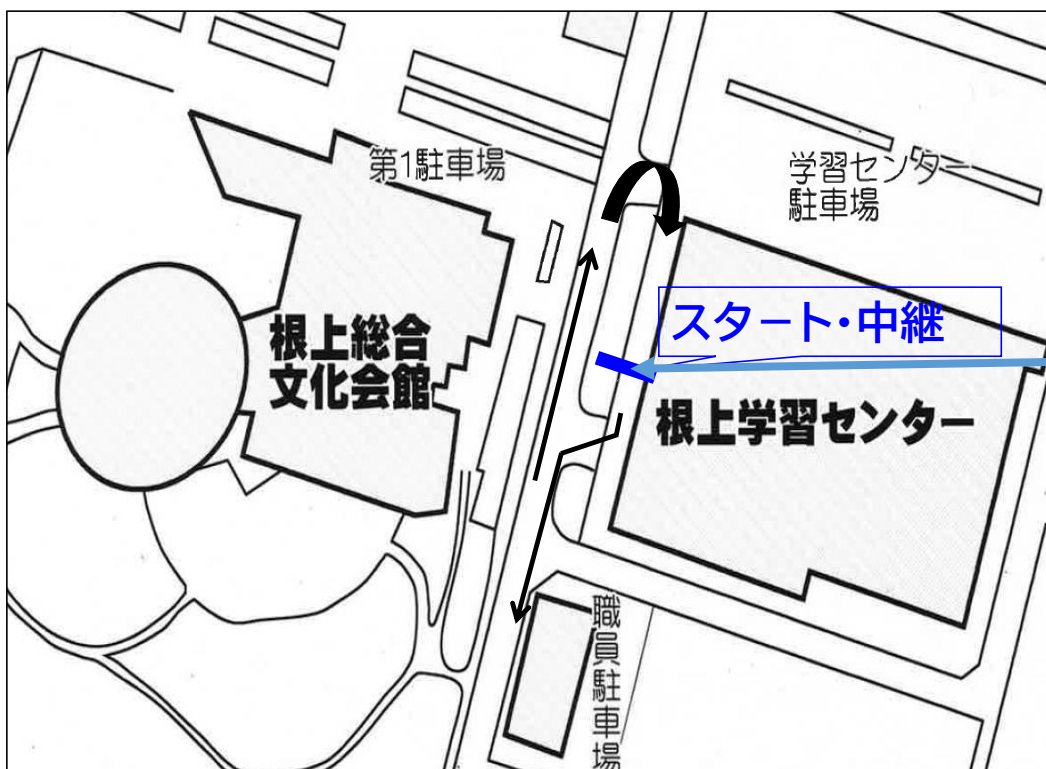 第1駐車場
学習センター
駐車場
スタート・中継
根上総合
文化会館
根上学習センター
職員駐車場